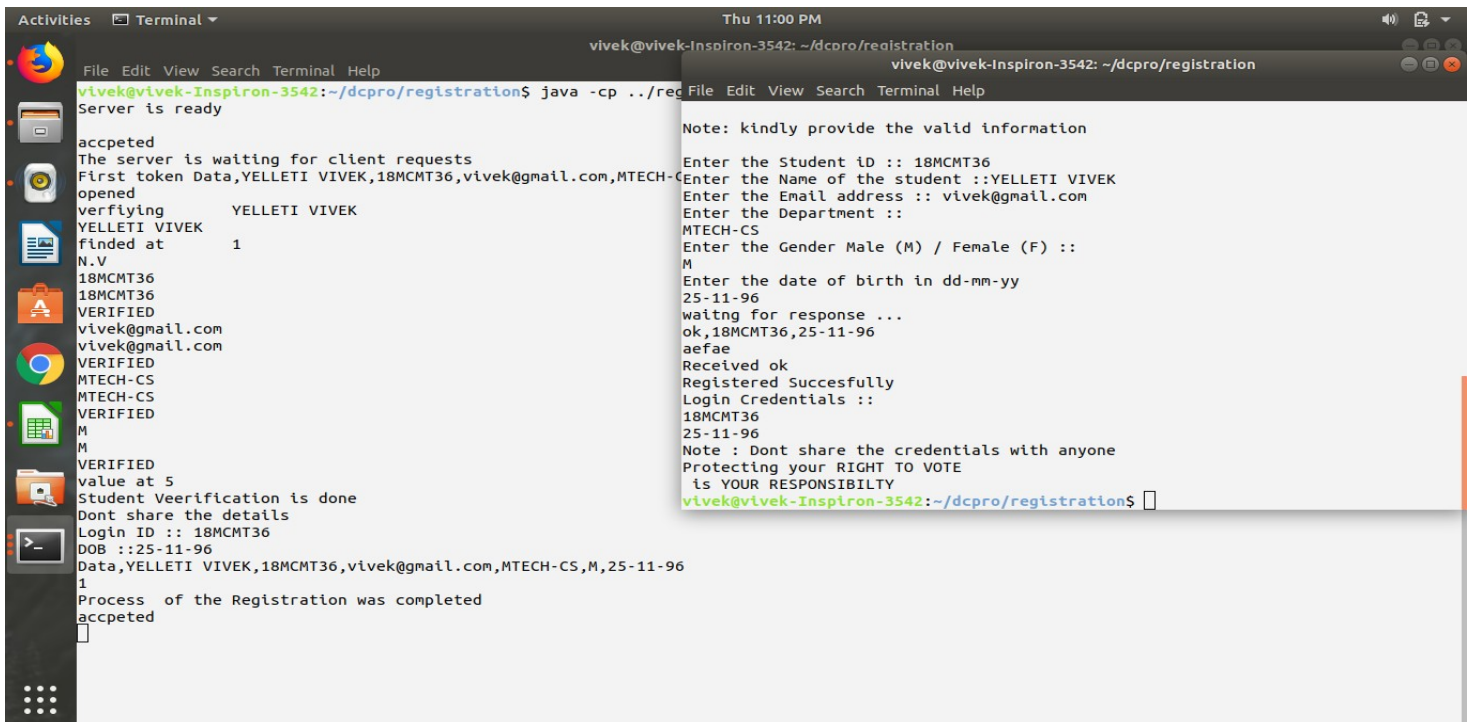 Activities Terminal Thu 11:00 PM
vivek@vivek-Inspiron-3542: ~/dcpro/registration
File Edit View Search Terminal Help
vivek@vivek-Inspiron-3542:~/dcpro/registration$ java -cp ../reg
Server is ready
accpeted
The server is waiting for client requests
First token Data,YELLETI VIVEK,18MCMT36,vivek@gmail.com,MTECH-C
opened
verfiying YELLETI VIVEK
YELLETI VIVEK
finded at 1
N.V
18MCMT36
18MCMT36
VERIFIED
vivek@gmail.com
vivek@gmail.com
VERIFIED
MTECH-CS
MTECH-CS
VERIFIED
M
M
VERIFIED
value at 5
Student Veerification is done
Dont share the details
Login ID :: 18MCMT36
DOB ::25-11-96
Data,YELLETI VIVEK,18MCMT36,vivek@gmail.com,MTECH-CS,M,25-11-96
1
Process of the Registration was completed
accpeted
vivek@vivek-Inspiron-3542: ~/dcpro/registration
File Edit View Search Terminal Help
Note: kindly provide the valid information
Enter the Student iD :: 18MCMT36
Enter the Name of the student ::YELLETI VIVEK
Enter the Email address :: vivek@gmail.com
Enter the Department ::
MTECH-CS
Enter the Gender Male (M) / Female (F) ::
M
Enter the date of birth in dd-mm-yy
25-11-96
waitng for response ...
ok,18MCMT36,25-11-96
aefae
Received ok
Registered Succesfully
Login Credentials ::
18MCMT36
25-11-96
Note : Dont share the credentials with anyone
Protecting your RIGHT TO VOTE
is YOUR RESPONSIBILTY
vivek@vivek-Inspiron-3542:~/dcpro/registration$